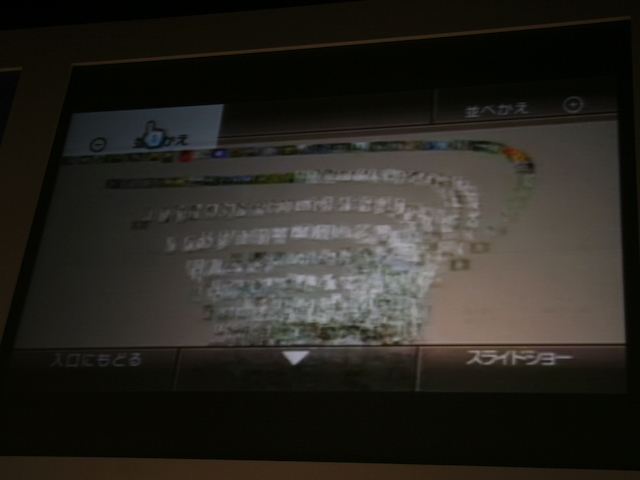 並べかえ
並べかえ
入口にもどる
スライドショー